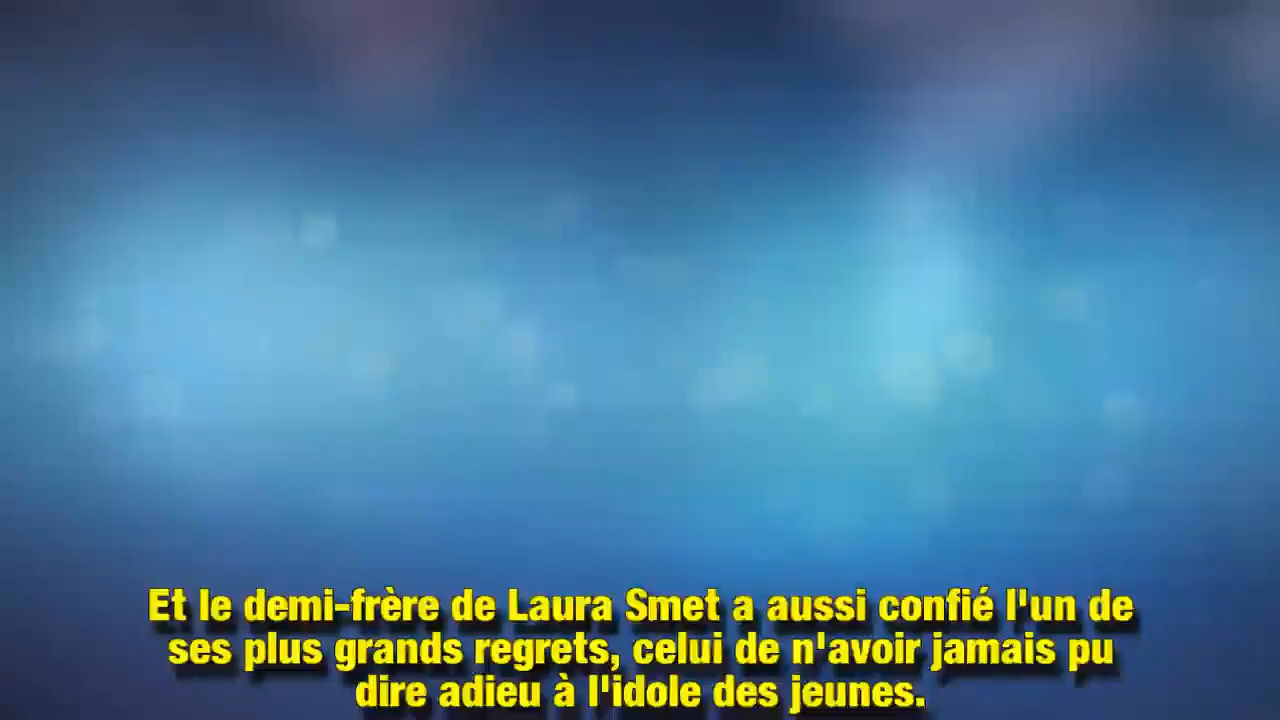 Et le demi-frère de Laura Smet a aussi confié l'un de
ses plus grands regrets, celui de n'avoir jamais pu
dire adieu à l'idole des jeunes.